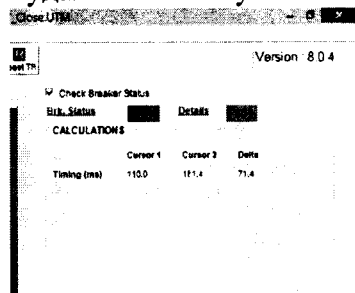 Close.UTM
Version : 8.0.4
Check Breaker Status
Brk. Status Details
CALCULATIONS
Cursor 1 Cursor 2 Delta
Timing (ms) 110.0 181.4 71.4